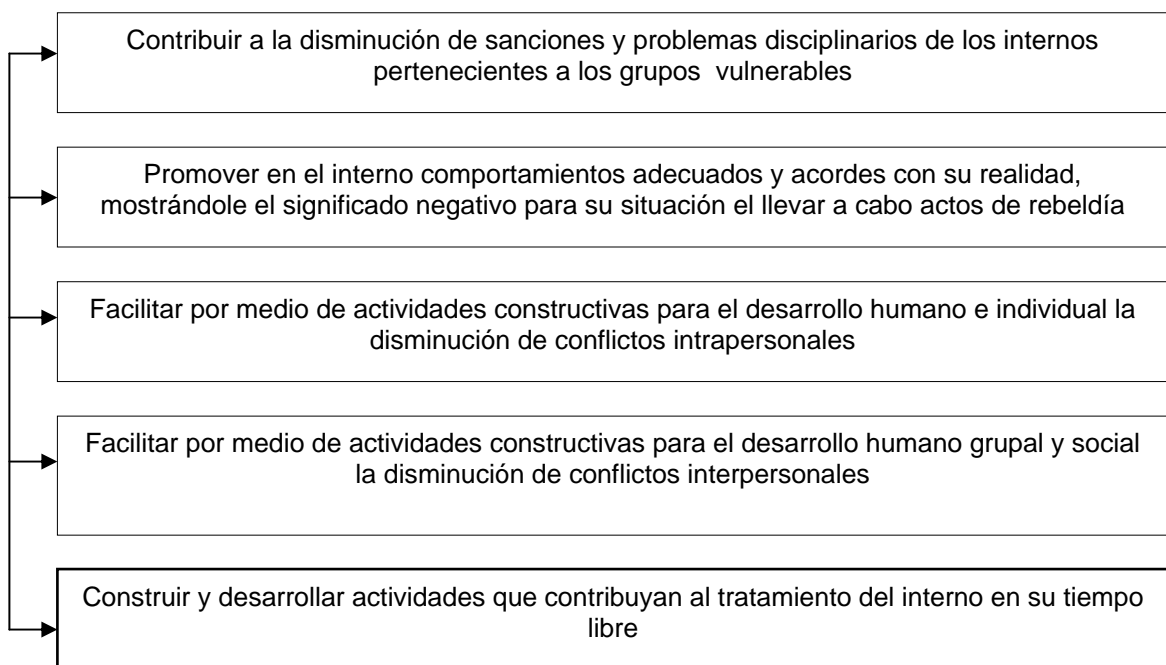 Contribuir a la disminución de sanciones y problemas disciplinarios de los internos
pertenecientes a los grupos  vulnerables
Promover en el interno comportamientos adecuados y acordes con su realidad,
mostrándole el significado negativo para su situación el llevar a cabo actos de rebeldía
Facilitar por medio de actividades constructivas para el desarrollo humano e individual la
disminución de conflictos intrapersonales
Facilitar por medio de actividades constructivas para el desarrollo humano grupal y social
la disminución de conflictos interpersonales
Construir y desarrollar actividades que contribuyan al tratamiento del interno en su tiempo
libre